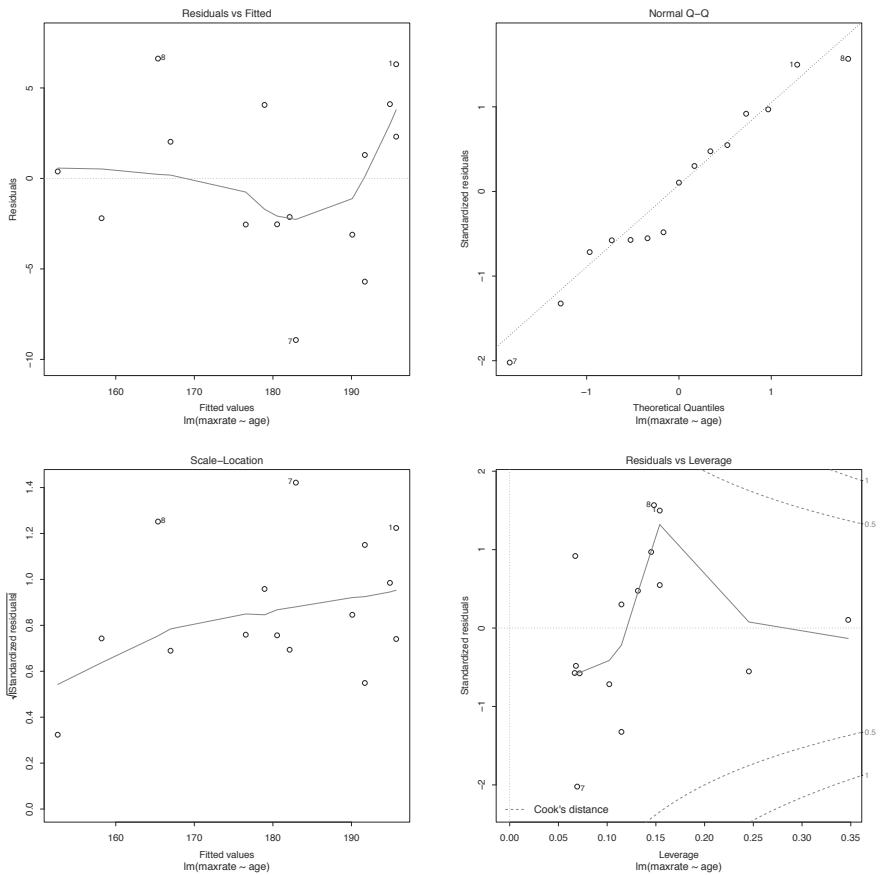 Residuals vs Fitted
Residuals
5
0
−5
−10
8
1
7
160 170 180 190
Fitted values
lm(maxrate ~ age)
Normal Q−Q
Standardized residuals
1
0
−1
−2
1
8
7
−1 0 1
Theoretical Quantiles
lm(maxrate ~ age)
Scale−Location
√|Standardized residuals|
1.4
1.2
1.0
0.8
0.6
0.4
0.2
0.0
7
8
1
160 170 180 190
Fitted values
lm(maxrate ~ age)
Residuals vs Leverage
Standardized residuals
2
1
0
−1
−2
8
1
7
1
0.5
0.5
1
Cook's distance
0.00 0.05 0.10 0.15 0.20 0.25 0.30 0.35
Leverage
lm(maxrate ~ age)